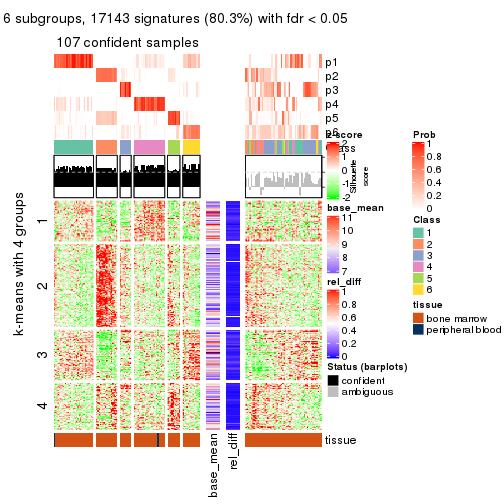 6 subgroups, 17143 signatures (80.3%) with fdr < 0.05
107 confident samples
p1
p2
p3
p4
p5
p6
z-score
2
1
0
-1
-2
Class
Silhouette
score
1
2
3
4
k-means with 4 groups
base_mean
11
10
9
8
7
rel_diff
1
0.8
0.6
0.4
0.2
0
Status (barplots)
confident
ambiguous
Prob
1
0.8
0.6
0.4
0.2
0
Class
1
2
3
4
5
6
tissue
bone marrow
peripheral blood
tissue
base_mean
rel_diff